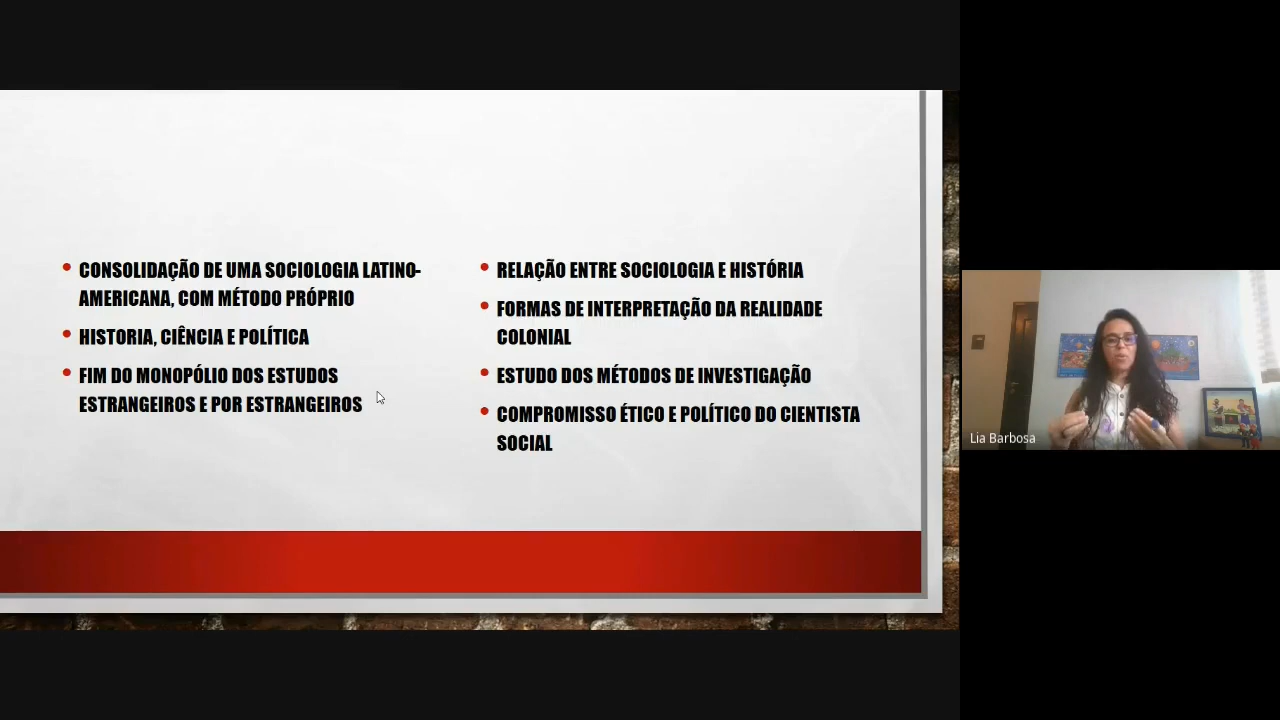 CONSOLIDAÇÃO DE UMA SOCIOLOGIA LATINO-
AMERICANA, COM MÉTODO PRÓPRIO
HISTORIA, CIÊNCIA E POLÍTICA
FIM DO MONOPÓLIO DOS ESTUDOS
ESTRANGEIROS E POR ESTRANGEIROS
RELAÇÃO ENTRE SOCIOLOGIA E HISTÓRIA
FORMAS DE INTERPRETAÇÃO DA REALIDADE
COLONIAL
ESTUDO DOS MÉTODOS DE INVESTIGAÇÃO
COMPROMISSO ÉTICO E POLÍTICO DO CIENTISTA
SOCIAL
Lia Barbosa